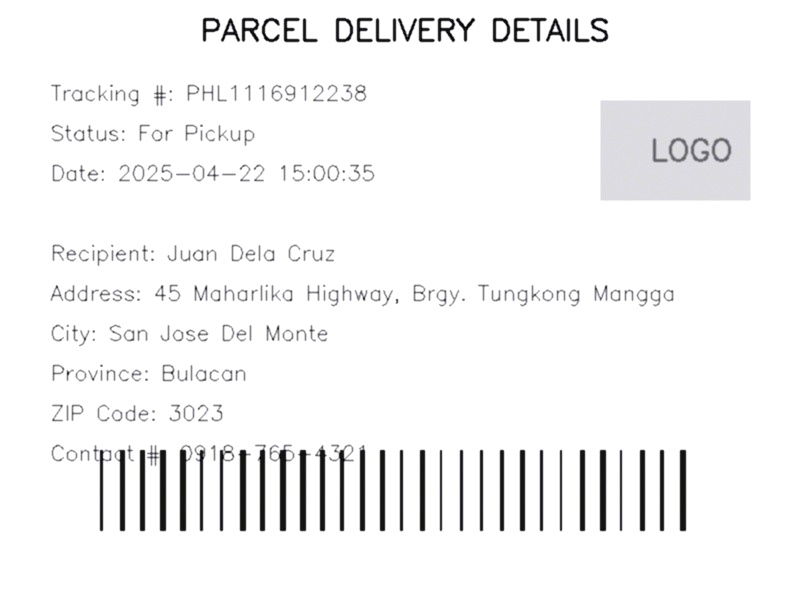 PARCEL DELIVERY DETAILS
Tracking #: PHL1116912238
Status: For Pickup
Date: 2025-04-22 15:00:35
LOGO
Recipient: Juan Dela Cruz
Address: 45 Maharlika Highway, Brgy. Tungkong Mangga
City: San Jose Del Monte
Province: Bulacan
ZIP Code: 3023
Contact #: 0918-765-4321